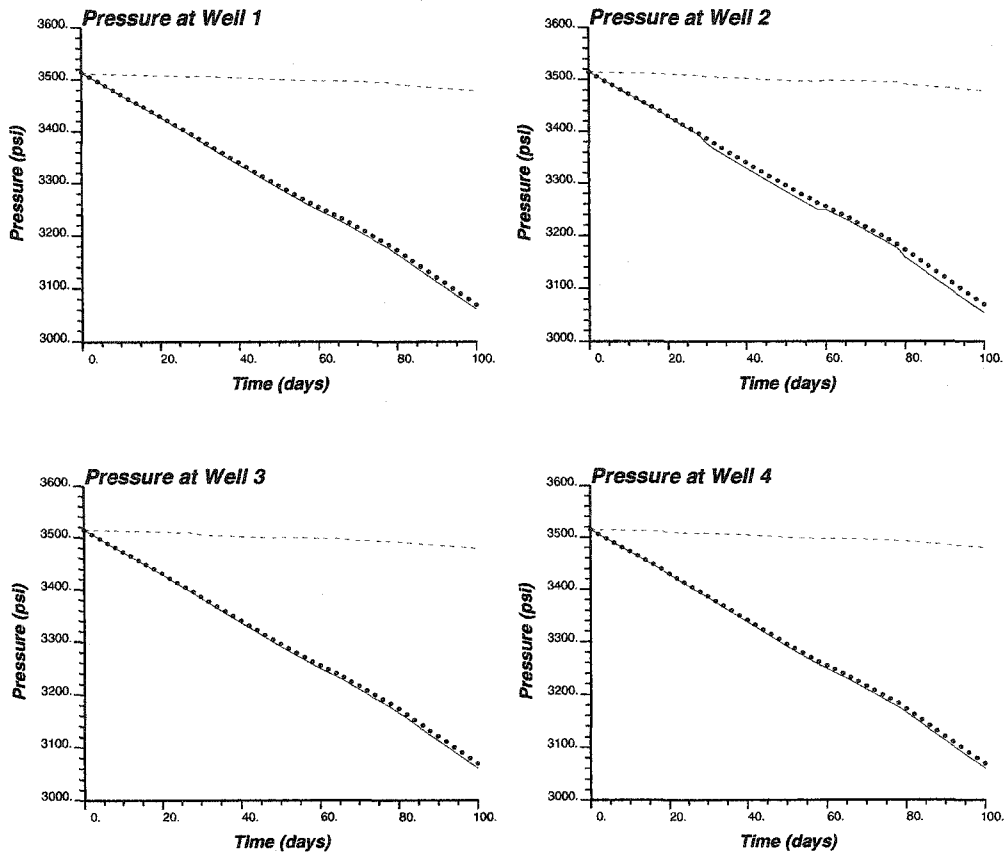 Pressure at Well 1
3600.
3500.
3400.
3300.
3200.
3100.
3000.
Pressure (psi)
0. 20. 40. 60. 80. 100.
Time (days)
Pressure at Well 2
3600.
3500.
3400.
3300.
3200.
3100.
3000.
Pressure (psi)
0. 20. 40. 60. 80. 100.
Time (days)
Pressure at Well 3
3600.
3500.
3400.
3300.
3200.
3100.
3000.
Pressure (psi)
0. 20. 40. 60. 80. 100.
Time (days)
Pressure at Well 4
3600.
3500.
3400.
3300.
3200.
3100.
3000.
Pressure (psi)
0. 20. 40. 60. 80. 100.
Time (days)